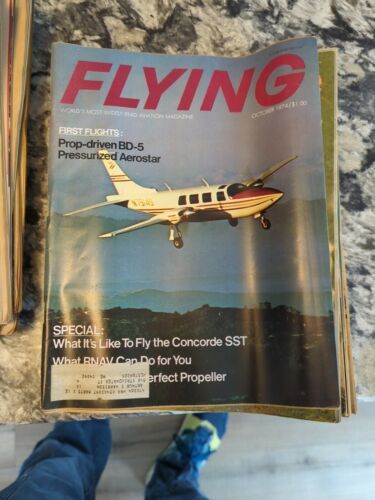 FLYING
WORLD'S MOST WIDELY READ AVIATION MAGAZINE
OCTOBER 1974/$1.00
FIRST FLIGHTS:
Prop-driven BD-5
Pressurized Aerostar
SPECIAL:
What It's Like To Fly the Concorde SST
What RNAV Can Do for You
Perfect Propeller